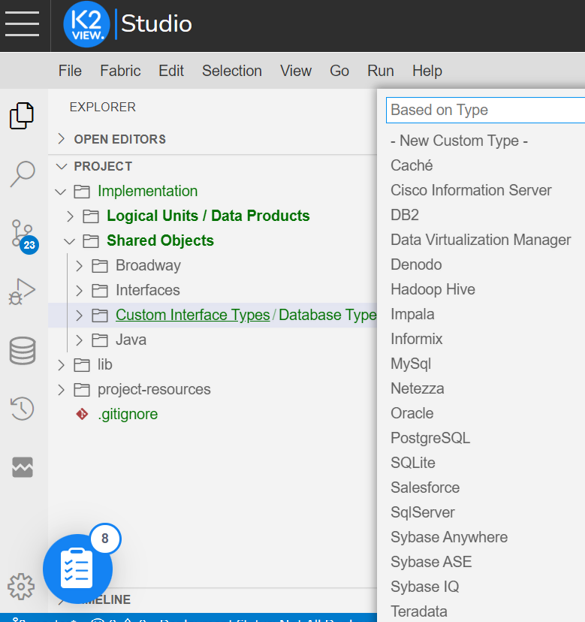 K2
VIEW.
Studio
File Fabric Edit Selection View Go Run Help
EXPLORER
OPEN EDITORS
PROJECT
Implementation
Logical Units / Data Products
Shared Objects
Broadway
Interfaces
Custom Interface Types / Database Type
Java
lib
project-resources
.gitignore
23
8
Based on Type
- New Custom Type -
Caché
Cisco Information Server
DB2
Data Virtualization Manager
Denodo
Hadoop Hive
Impala
Informix
MySql
Netezza
Oracle
PostgreSQL
SQLite
Salesforce
SqlServer
Sybase Anywhere
Sybase ASE
Sybase IQ
Teradata